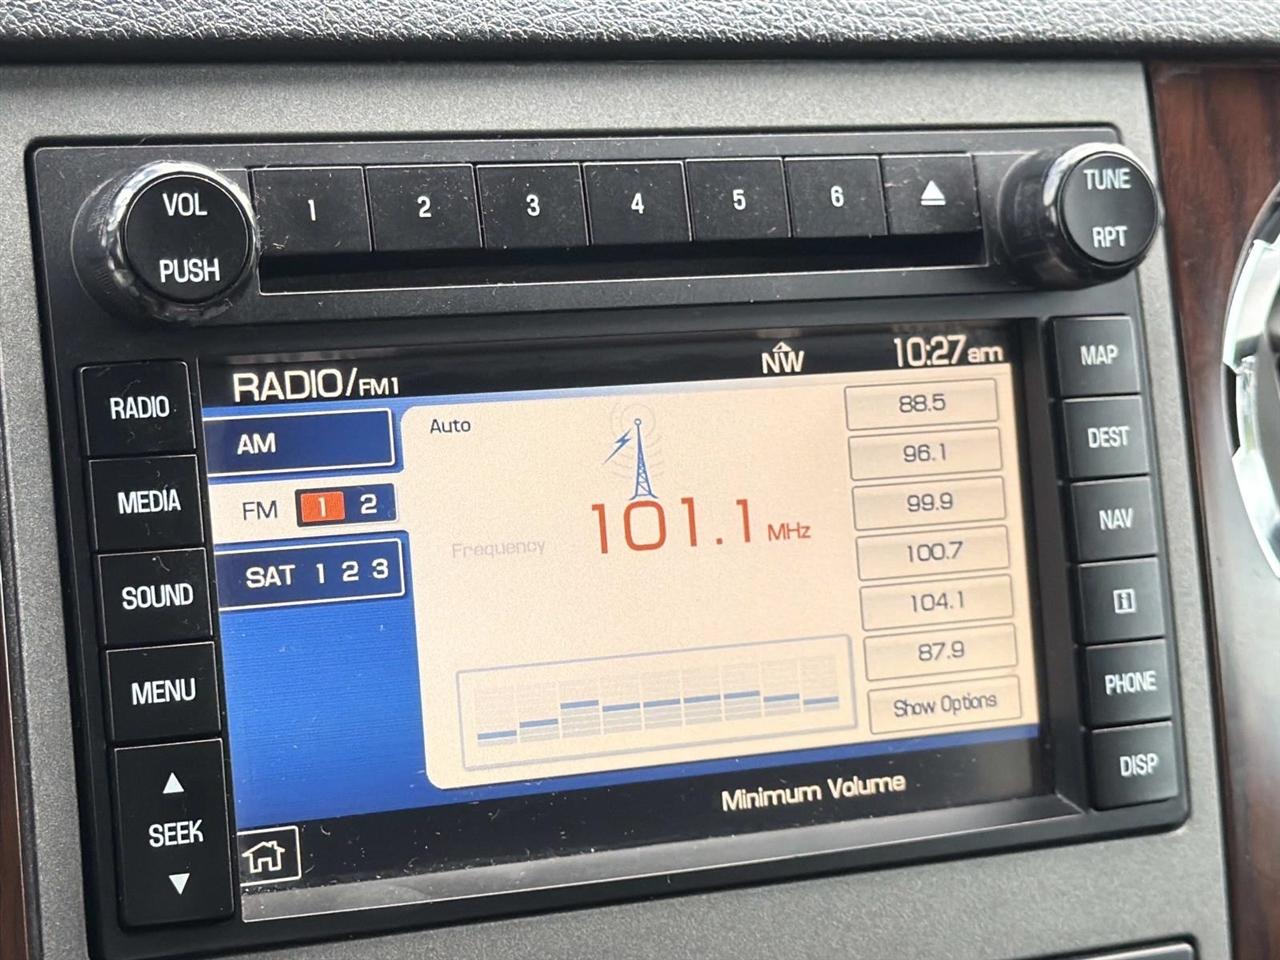 VOL
PUSH
1 2 3 4 5 6
TUNE
RPT
RADIO
MEDIA
SOUND
MENU
SEEK
RADIO/FM1
NW
10:27am
AM
FM 1 2
SAT 1 2 3
Auto
Frequency
101.1 MHz
88.5
96.1
99.9
100.7
104.1
87.9
Show Options
Minimum Volume
MAP
DEST
NAV
i
PHONE
DISP